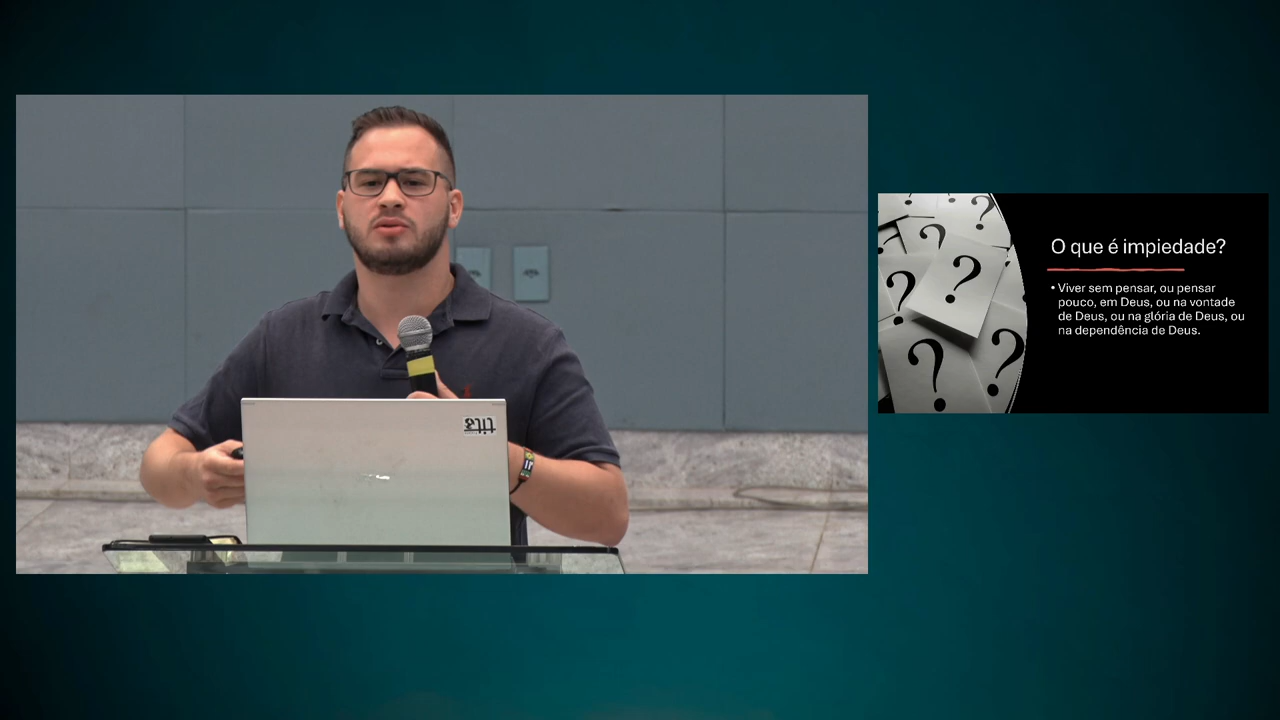 O que é impiedade?
• Viver sem pensar, ou pensar
pouco, em Deus, ou na vontade
de Deus, ou na glória de Deus, ou
na dependência de Deus.